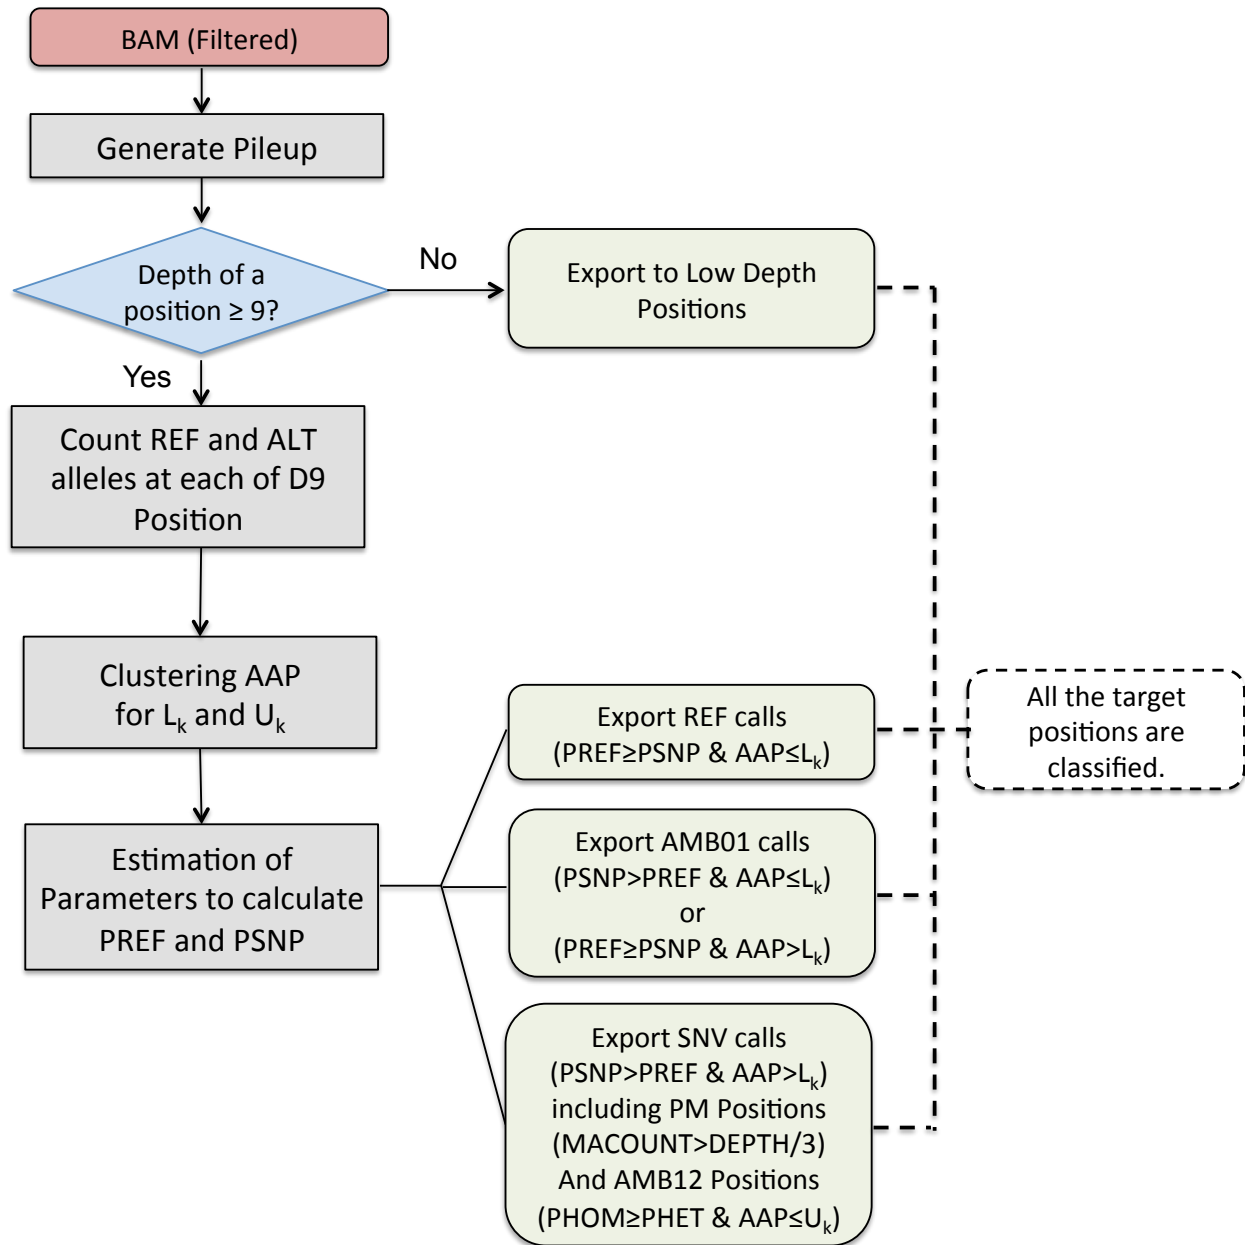 BAM (Filtered)
Generate Pileup
Depth of a
position ≥ 9?
No
Export to Low Depth
Positions
Yes
Count REF and ALT
alleles at each of D9
Position
Clustering AAP
for Lk and Uk
Estimation of
Parameters to calculate
PREF and PSNP
Export REF calls
(PREF≥PSNP & AAP≤Lk)
Export AMB01 calls
(PSNP>PREF & AAP≤Lk)
or
(PREF≥PSNP & AAP>Lk)
Export SNV calls
(PSNP>PREF & AAP>Lk)
including PM Positions
(MACOUNT>DEPTH/3)
And AMB12 Positions
(PHOM≥PHET & AAP≤Uk)
All the target
positions are
classified.